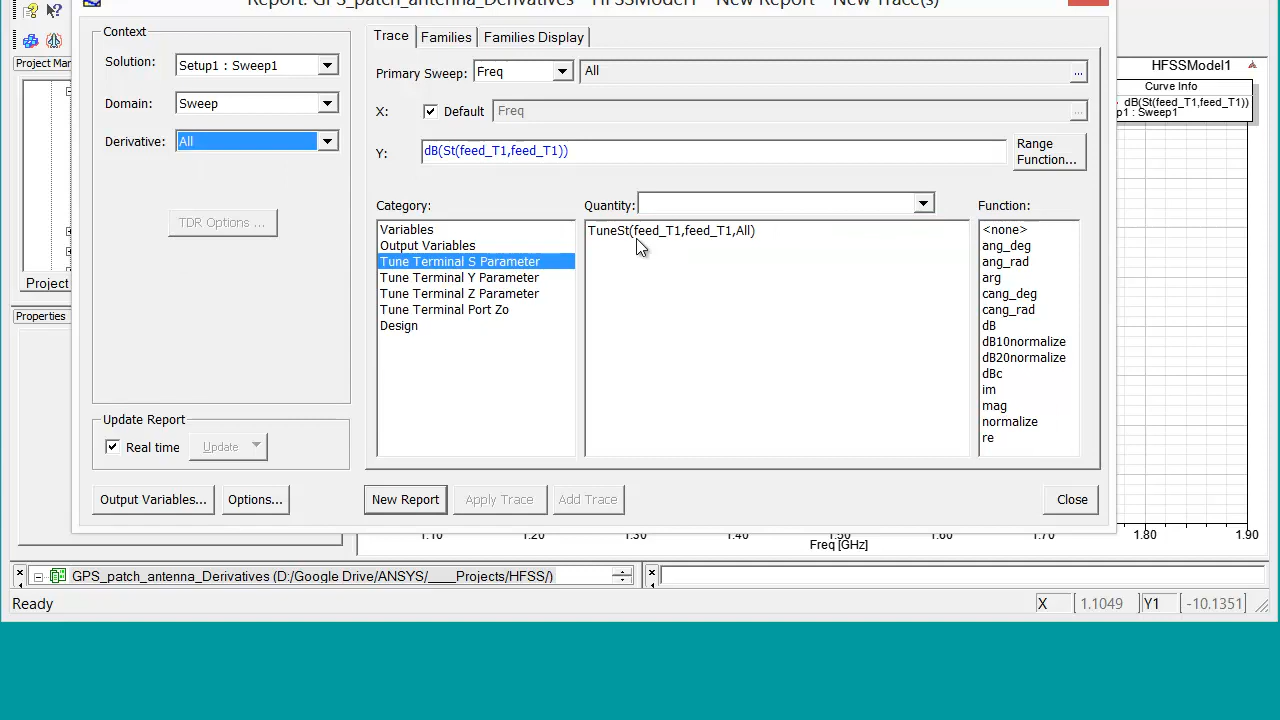 Report: GPS_patch_antenna_Derivatives - HFSSModel1 - New Report - New Trace(s)
Context
Solution:
Setup1 : Sweep1
Domain:
Sweep
Derivative:
All
TDR Options ...
Update Report
Real time
Update
Output Variables...
Options...
Trace
Families
Families Display
Primary Sweep:
Freq
All
...
X:
Default
Freq
...
Y:
dB(St(feed_T1,feed_T1))
Range
Function...
Category:
Variables
Output Variables
Tune Terminal S Parameter
Tune Terminal Y Parameter
Tune Terminal Z Parameter
Tune Terminal Port Zo
Design
Quantity:
TuneSt(feed_T1,feed_T1,All)
Function:
<none>
ang_deg
ang_rad
arg
cang_deg
cang_rad
dB
dB10normalize
dB20normalize
dBc
im
mag
normalize
re
New Report
Apply Trace
Add Trace
Close
Project Mar
Project
Properties
HFSSModel1
Curve Info
dB(St(feed_T1,feed_T1))
p1 : Sweep1
1.10 1.20 1.30 1.40 1.50 1.60 1.70 1.80 1.90
Freq [GHz]
GPS_patch_antenna_Derivatives (D:/Google Drive/ANSYS/____Projects/HFSS/)
Ready
X 1.1049 Y1 -10.1351